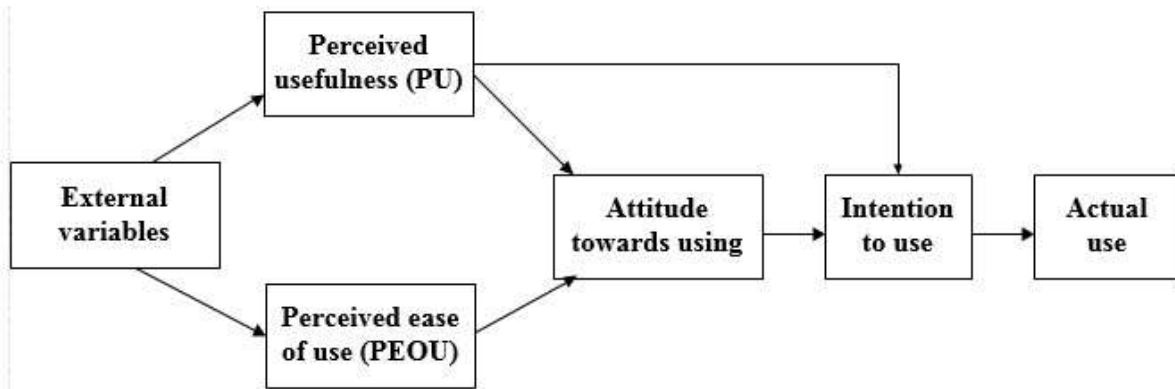 Perceived
usefulness (PU)
External
variables
Attitude
towards using
Intention
to use
Actual
use
Perceived ease
of use (PEOU)